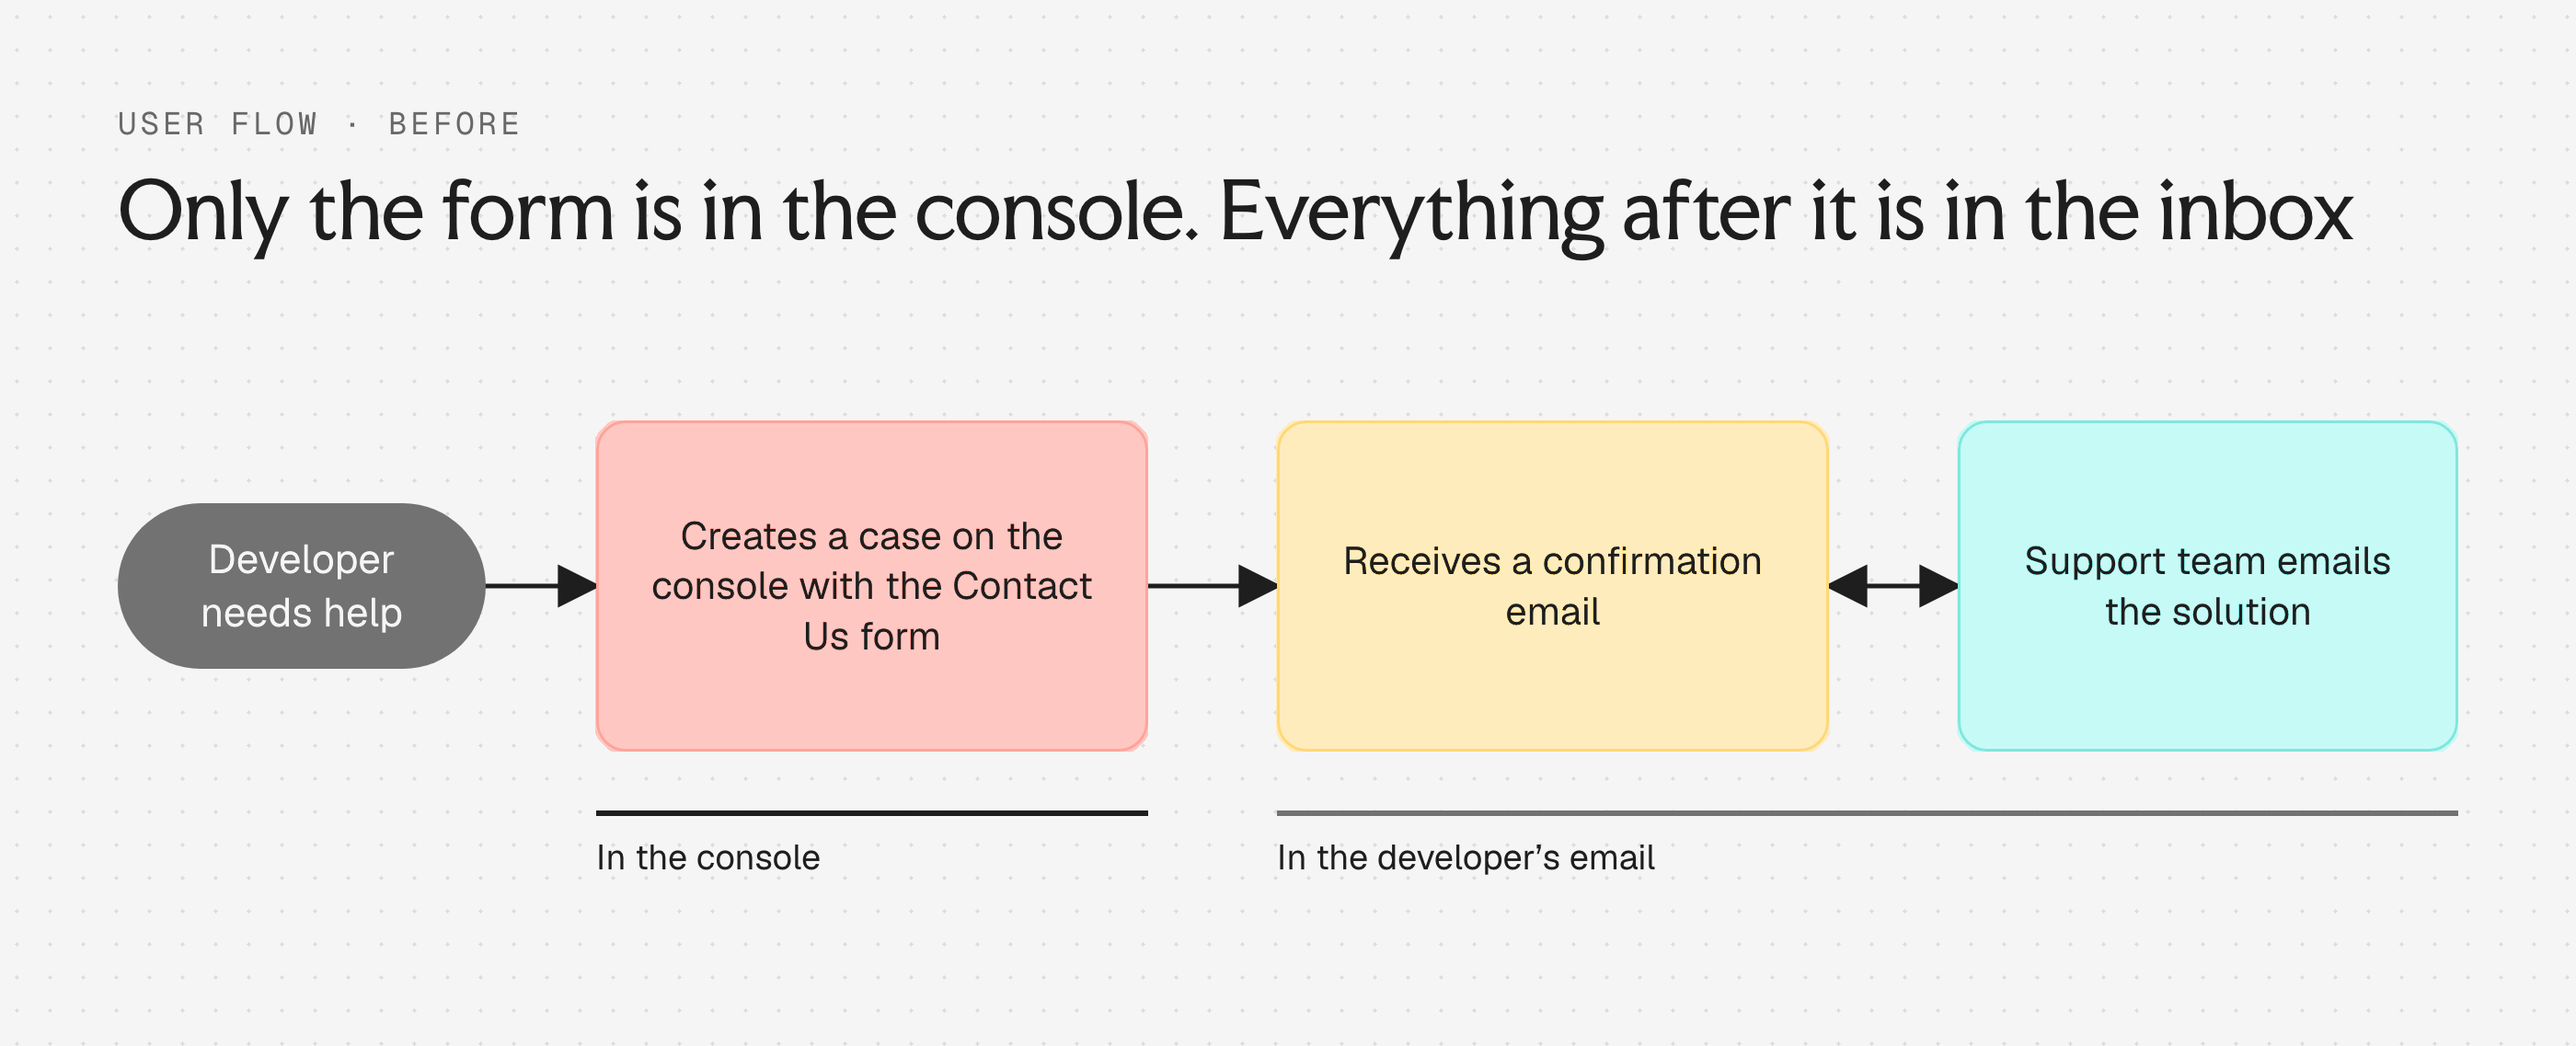 USER FLOW · BEFORE
Only the form is in the console. Everything after it is in the inbox
Developer
needs help
Creates a case on the
console with the Contact
Us form
Receives a confirmation
email
Support team emails
the solution
In the console
In the developer’s email